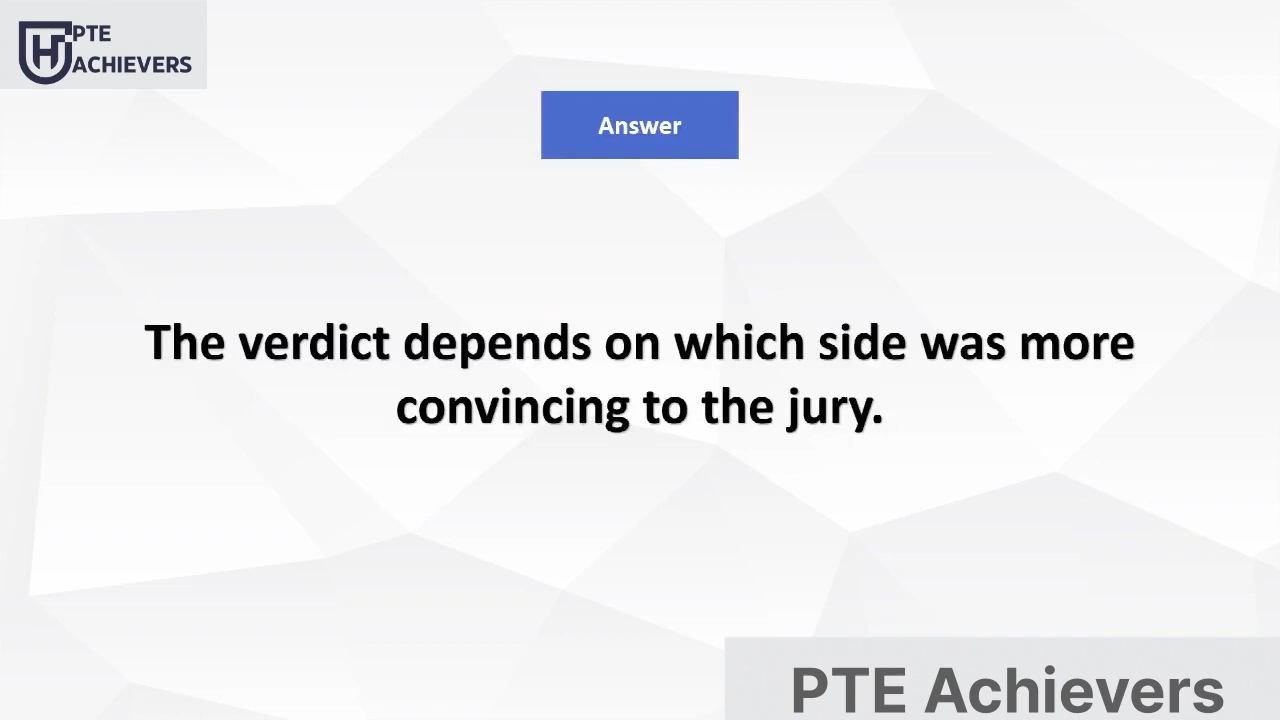 PTE
ACHIEVERS
Answer
The verdict depends on which side was more
convincing to the jury.
PTE Achievers